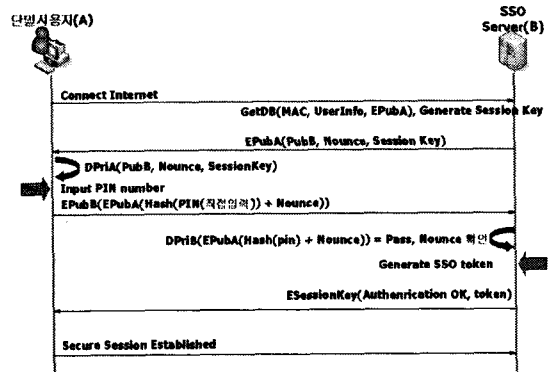 단말사용자(A)
SSO
Server(B)
Connect Internet
GetDB(MAC, UserInfo, EPubA), Generate Session Key
EPubA(PubB, Nounce, Session Key)
DPriA(PubB, Nounce, SessionKey)
Input PIN number
EPubB(EPubA(Hash(PIN(직접입력)) + Nounce))
DPriB(EPubA(Hash(pin) + Nounce)) = Pass, Nounce 확인
Generate SSO token
ESessionKey(Authenrication OK, token)
Secure Session Established